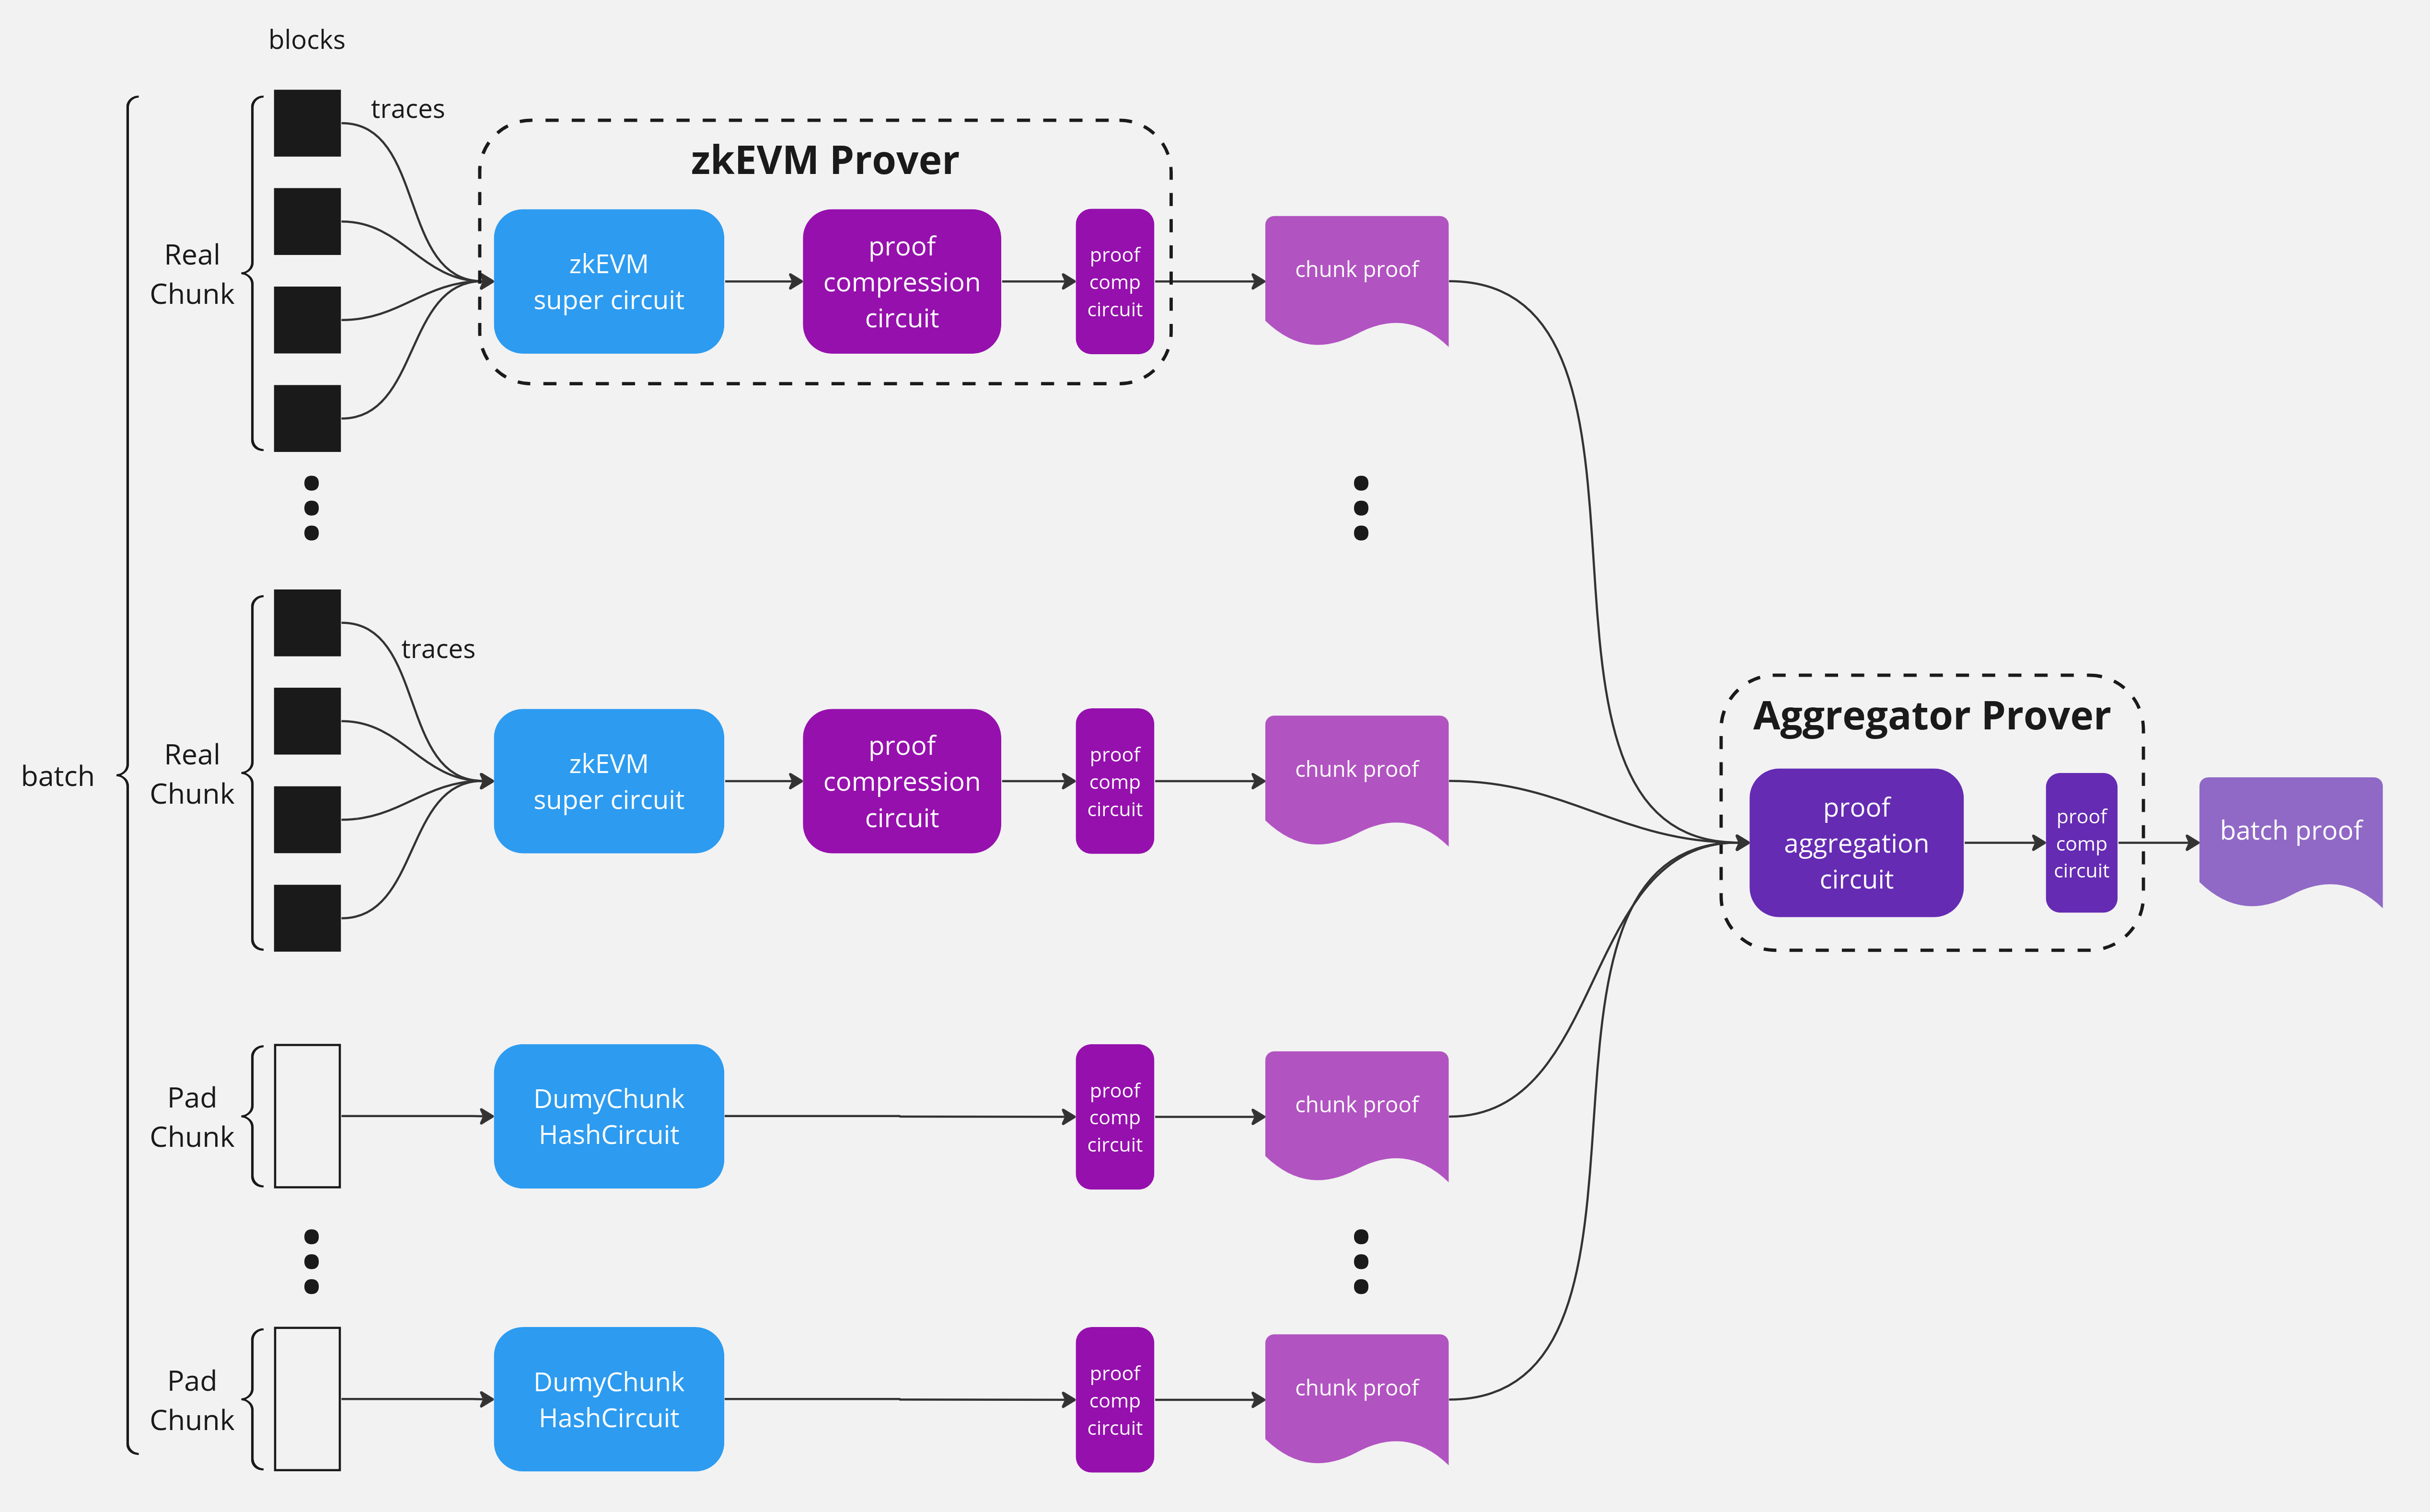 blocks
traces
zkEVM Prover
Real
Chunk
zkEVM
super circuit
proof
compression
circuit
proof
comp
circuit
chunk proof
traces
batch
Real
Chunk
zkEVM
super circuit
proof
compression
circuit
proof
comp
circuit
chunk proof
Aggregator Prover
proof
aggregation
circuit
proof
comp
circuit
batch proof
Pad
Chunk
DumyChunk
HashCircuit
proof
comp
circuit
chunk proof
Pad
Chunk
DumyChunk
HashCircuit
proof
comp
circuit
chunk proof